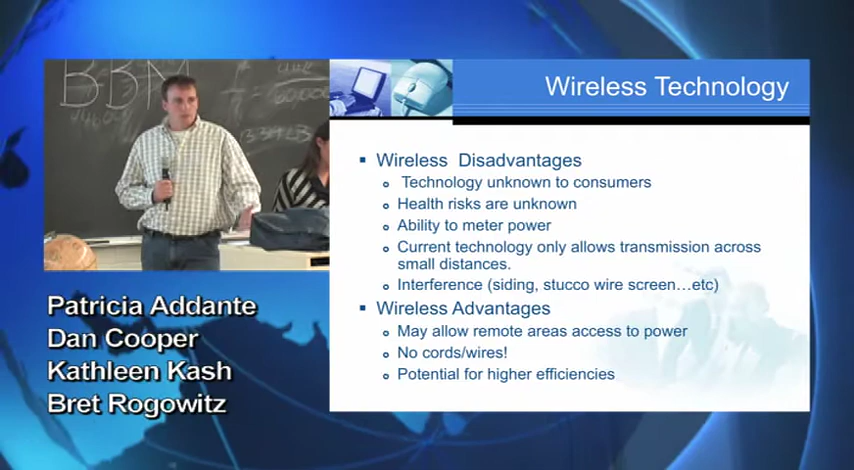 BBM
Wireless Technology
Wireless Disadvantages
Technology unknown to consumers
Health risks are unknown
Ability to meter power
Current technology only allows transmission across
small distances.
Interference (siding, stucco wire screen…etc)
Wireless Advantages
May allow remote areas access to power
No cords/wires!
Potential for higher efficiencies
Patricia Addante
Dan Cooper
Kathleen Kash
Bret Rogowitz